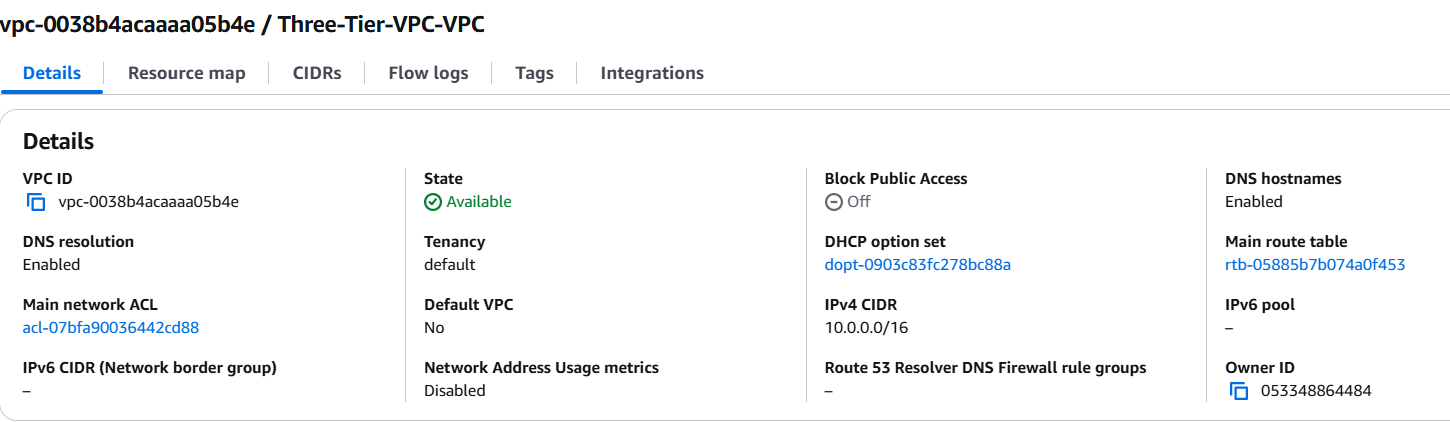 vpc-0038b4acaaaa05b4e / Three-Tier-VPC-VPC
Details
Resource map
CIDRs
Flow logs
Tags
Integrations
Details
VPC ID
vpc-0038b4acaaaa05b4e
State
Available
Block Public Access
Off
DNS hostnames
Enabled
DNS resolution
Enabled
Tenancy
default
DHCP option set
dopt-0903c83fc278bc88a
Main route table
rtb-05885b7b074a0f453
Main network ACL
acl-07bfa90036442cd88
Default VPC
No
IPv4 CIDR
10.0.0.0/16
IPv6 pool
–
IPv6 CIDR (Network border group)
–
Network Address Usage metrics
Disabled
Route 53 Resolver DNS Firewall rule groups
–
Owner ID
053348864484